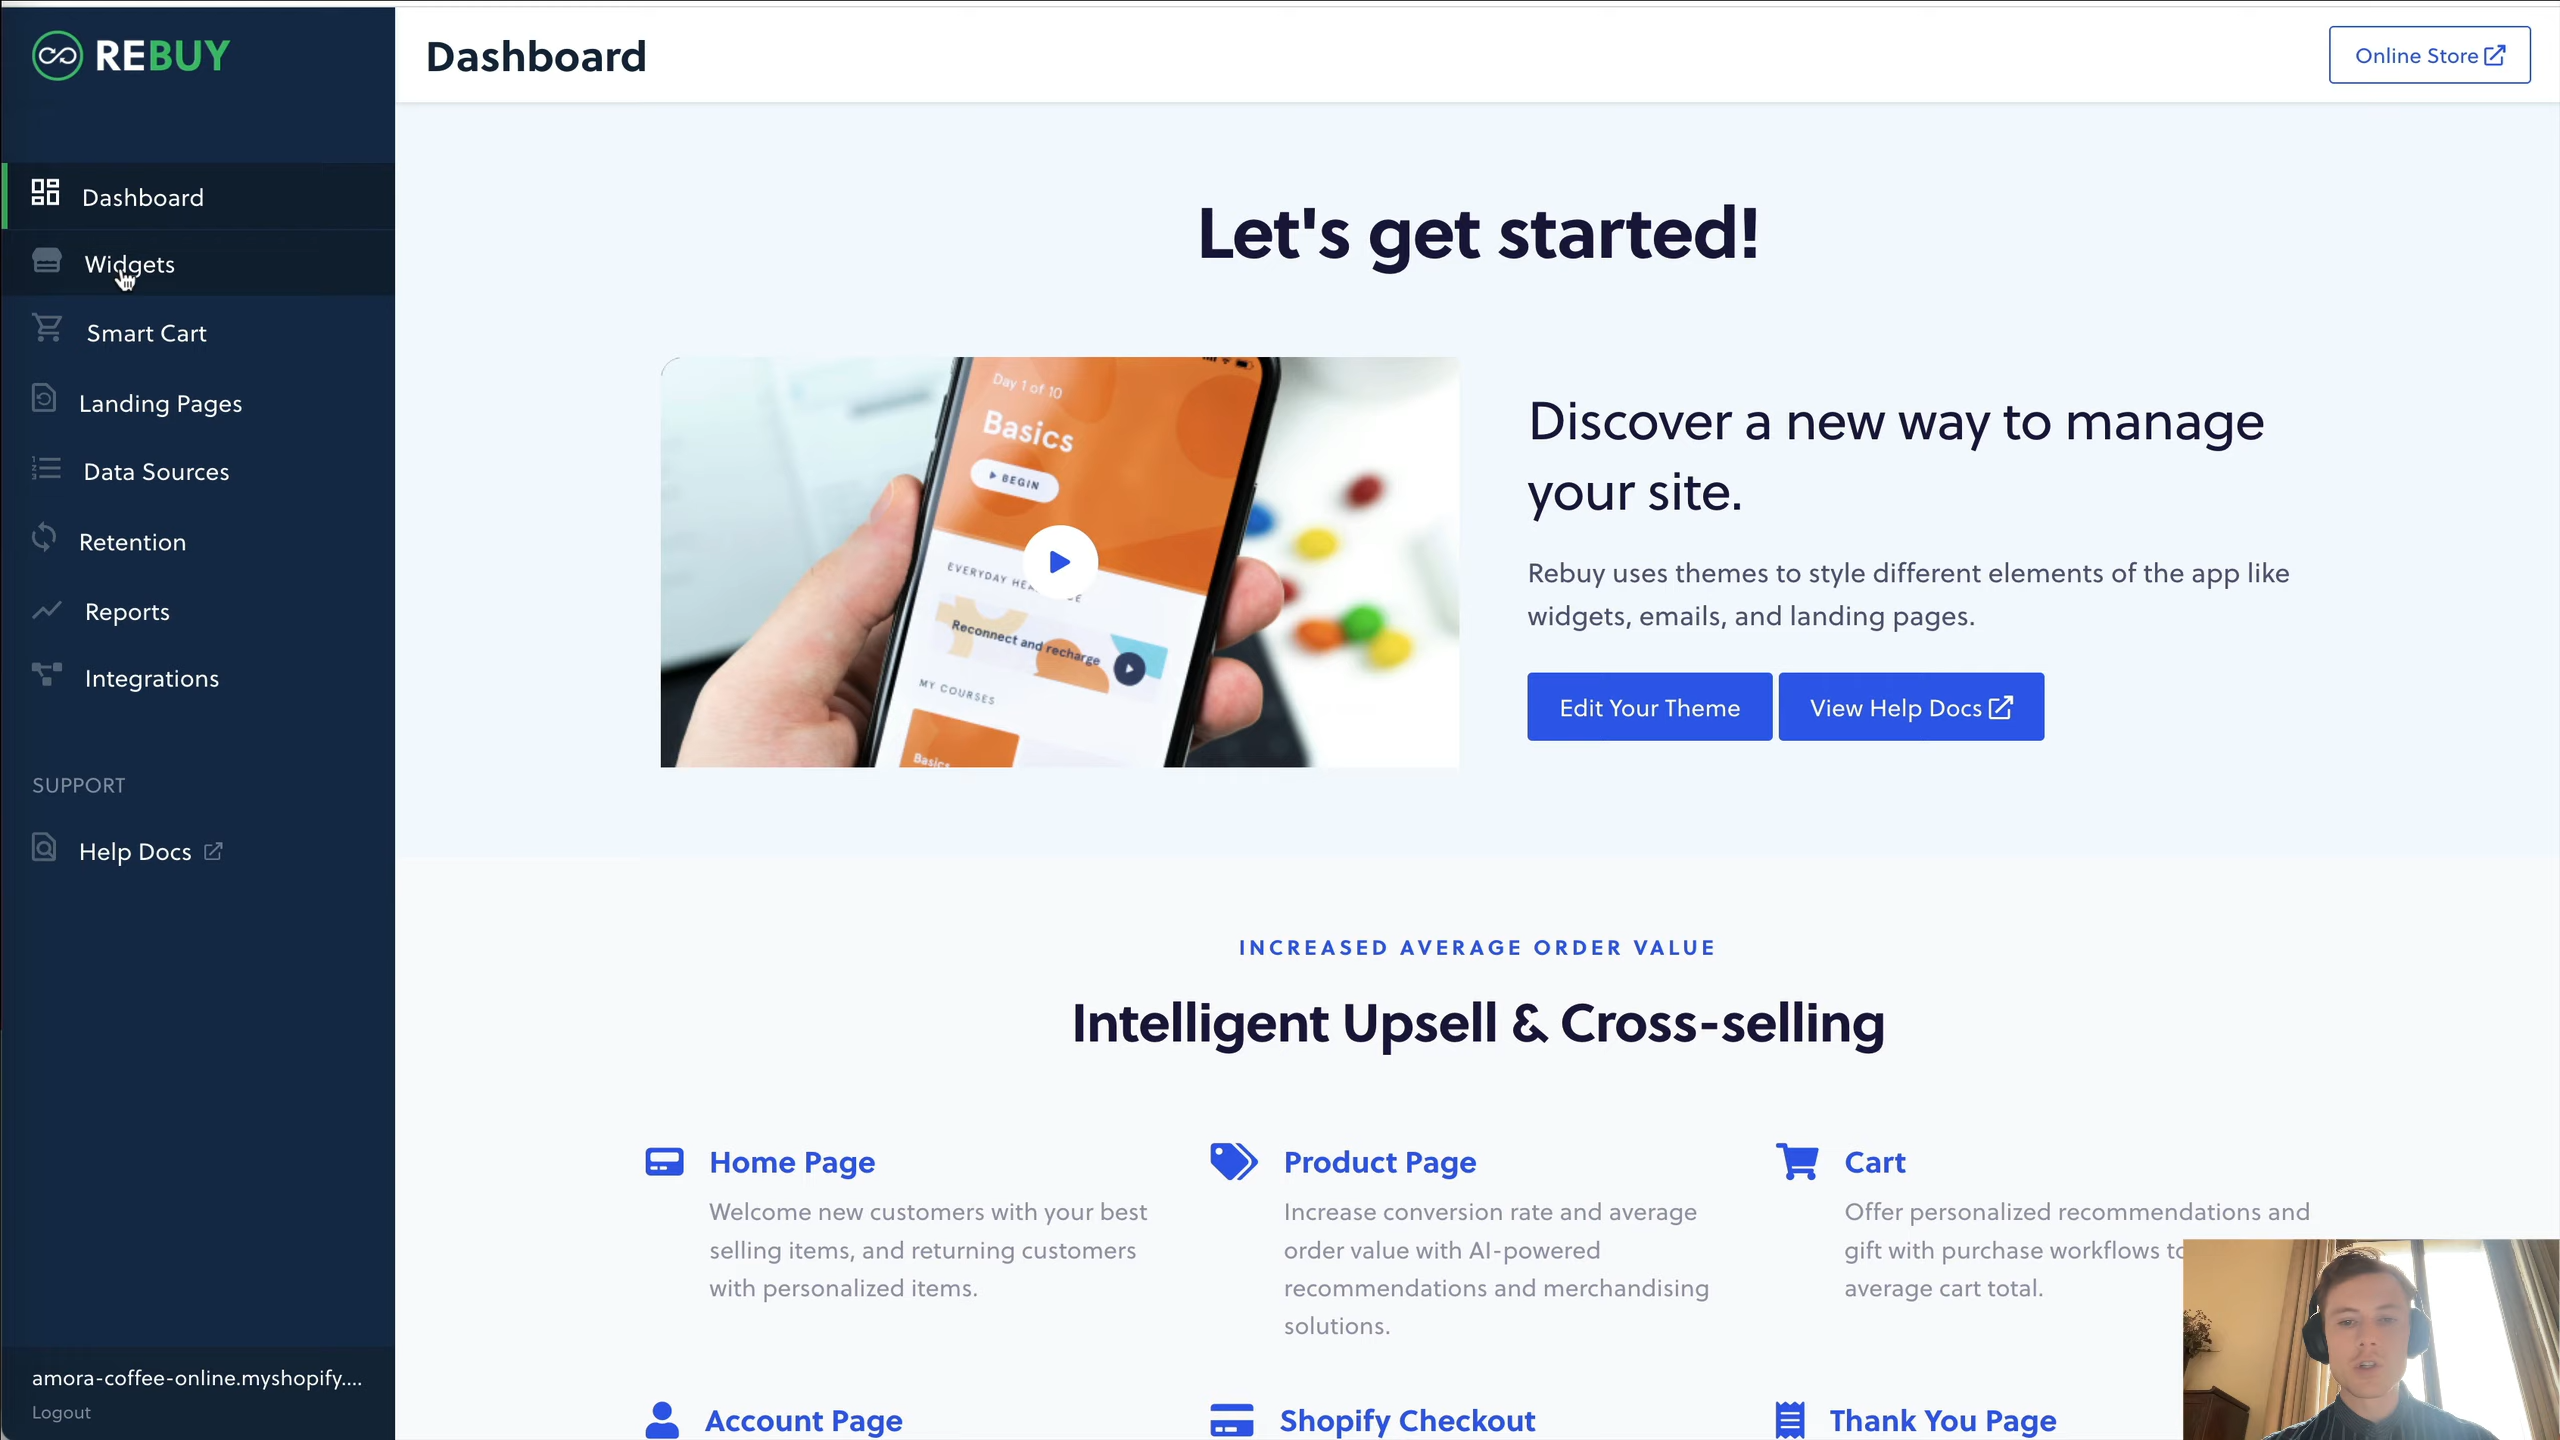 REBUY
Dashboard
Online Store
Dashboard
Widgets
Smart Cart
Landing Pages
Data Sources
Retention
Reports
Integrations
SUPPORT
Help Docs
amora-coffee-online.myshopify....
Logout
Let's get started!
Day 1 of 10
Basics
BEGIN
EVERYDAY
Reconnect and recharge
MY COURSES
Basics
Discover a new way to manage
your site.
Rebuy uses themes to style different elements of the app like
widgets, emails, and landing pages.
Edit Your Theme
View Help Docs
INCREASED AVERAGE ORDER VALUE
Intelligent Upsell & Cross-selling
Home Page
Welcome new customers with your best
selling items, and returning customers
with personalized items.
Product Page
Increase conversion rate and average
order value with AI-powered
recommendations and merchandising
solutions.
Cart
Offer personalized recommendations and
gift with purchase workflows to
average cart total.
Account Page
Shopify Checkout
Thank You Page